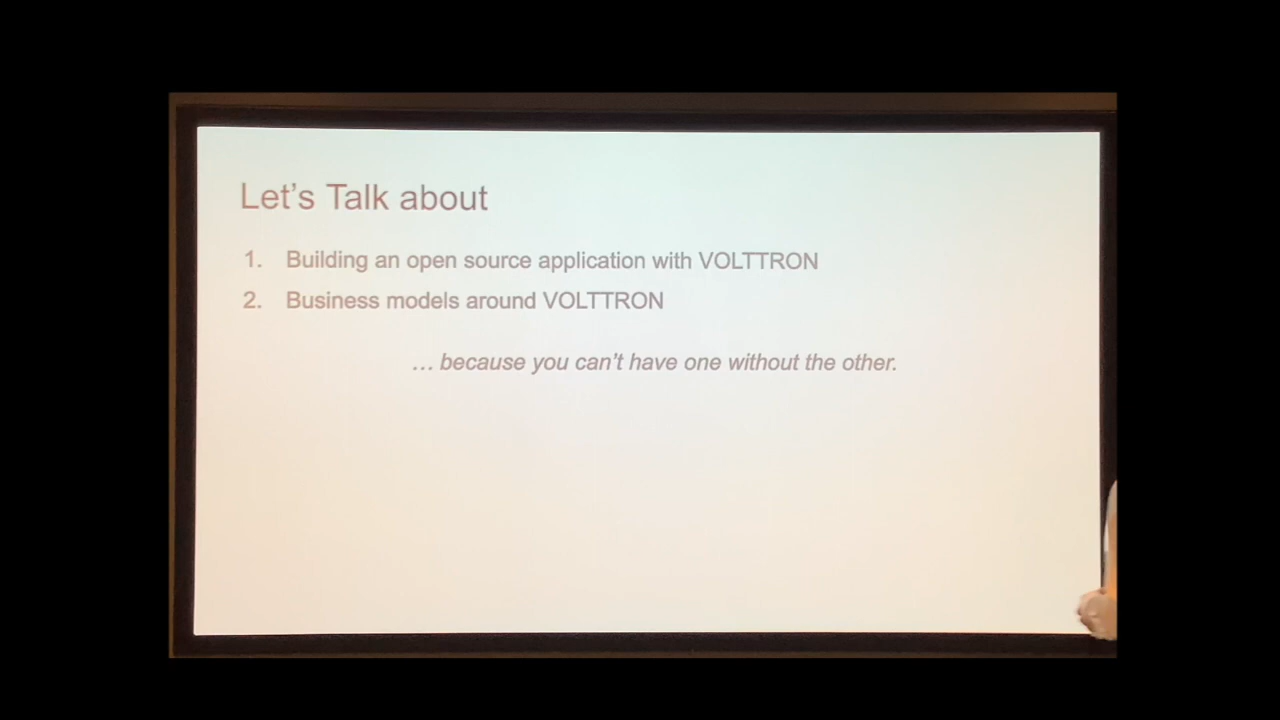 Let's Talk about
1. Building an open source application with VOLTTRON
2. Business models around VOLTTRON
… because you can't have one without the other.